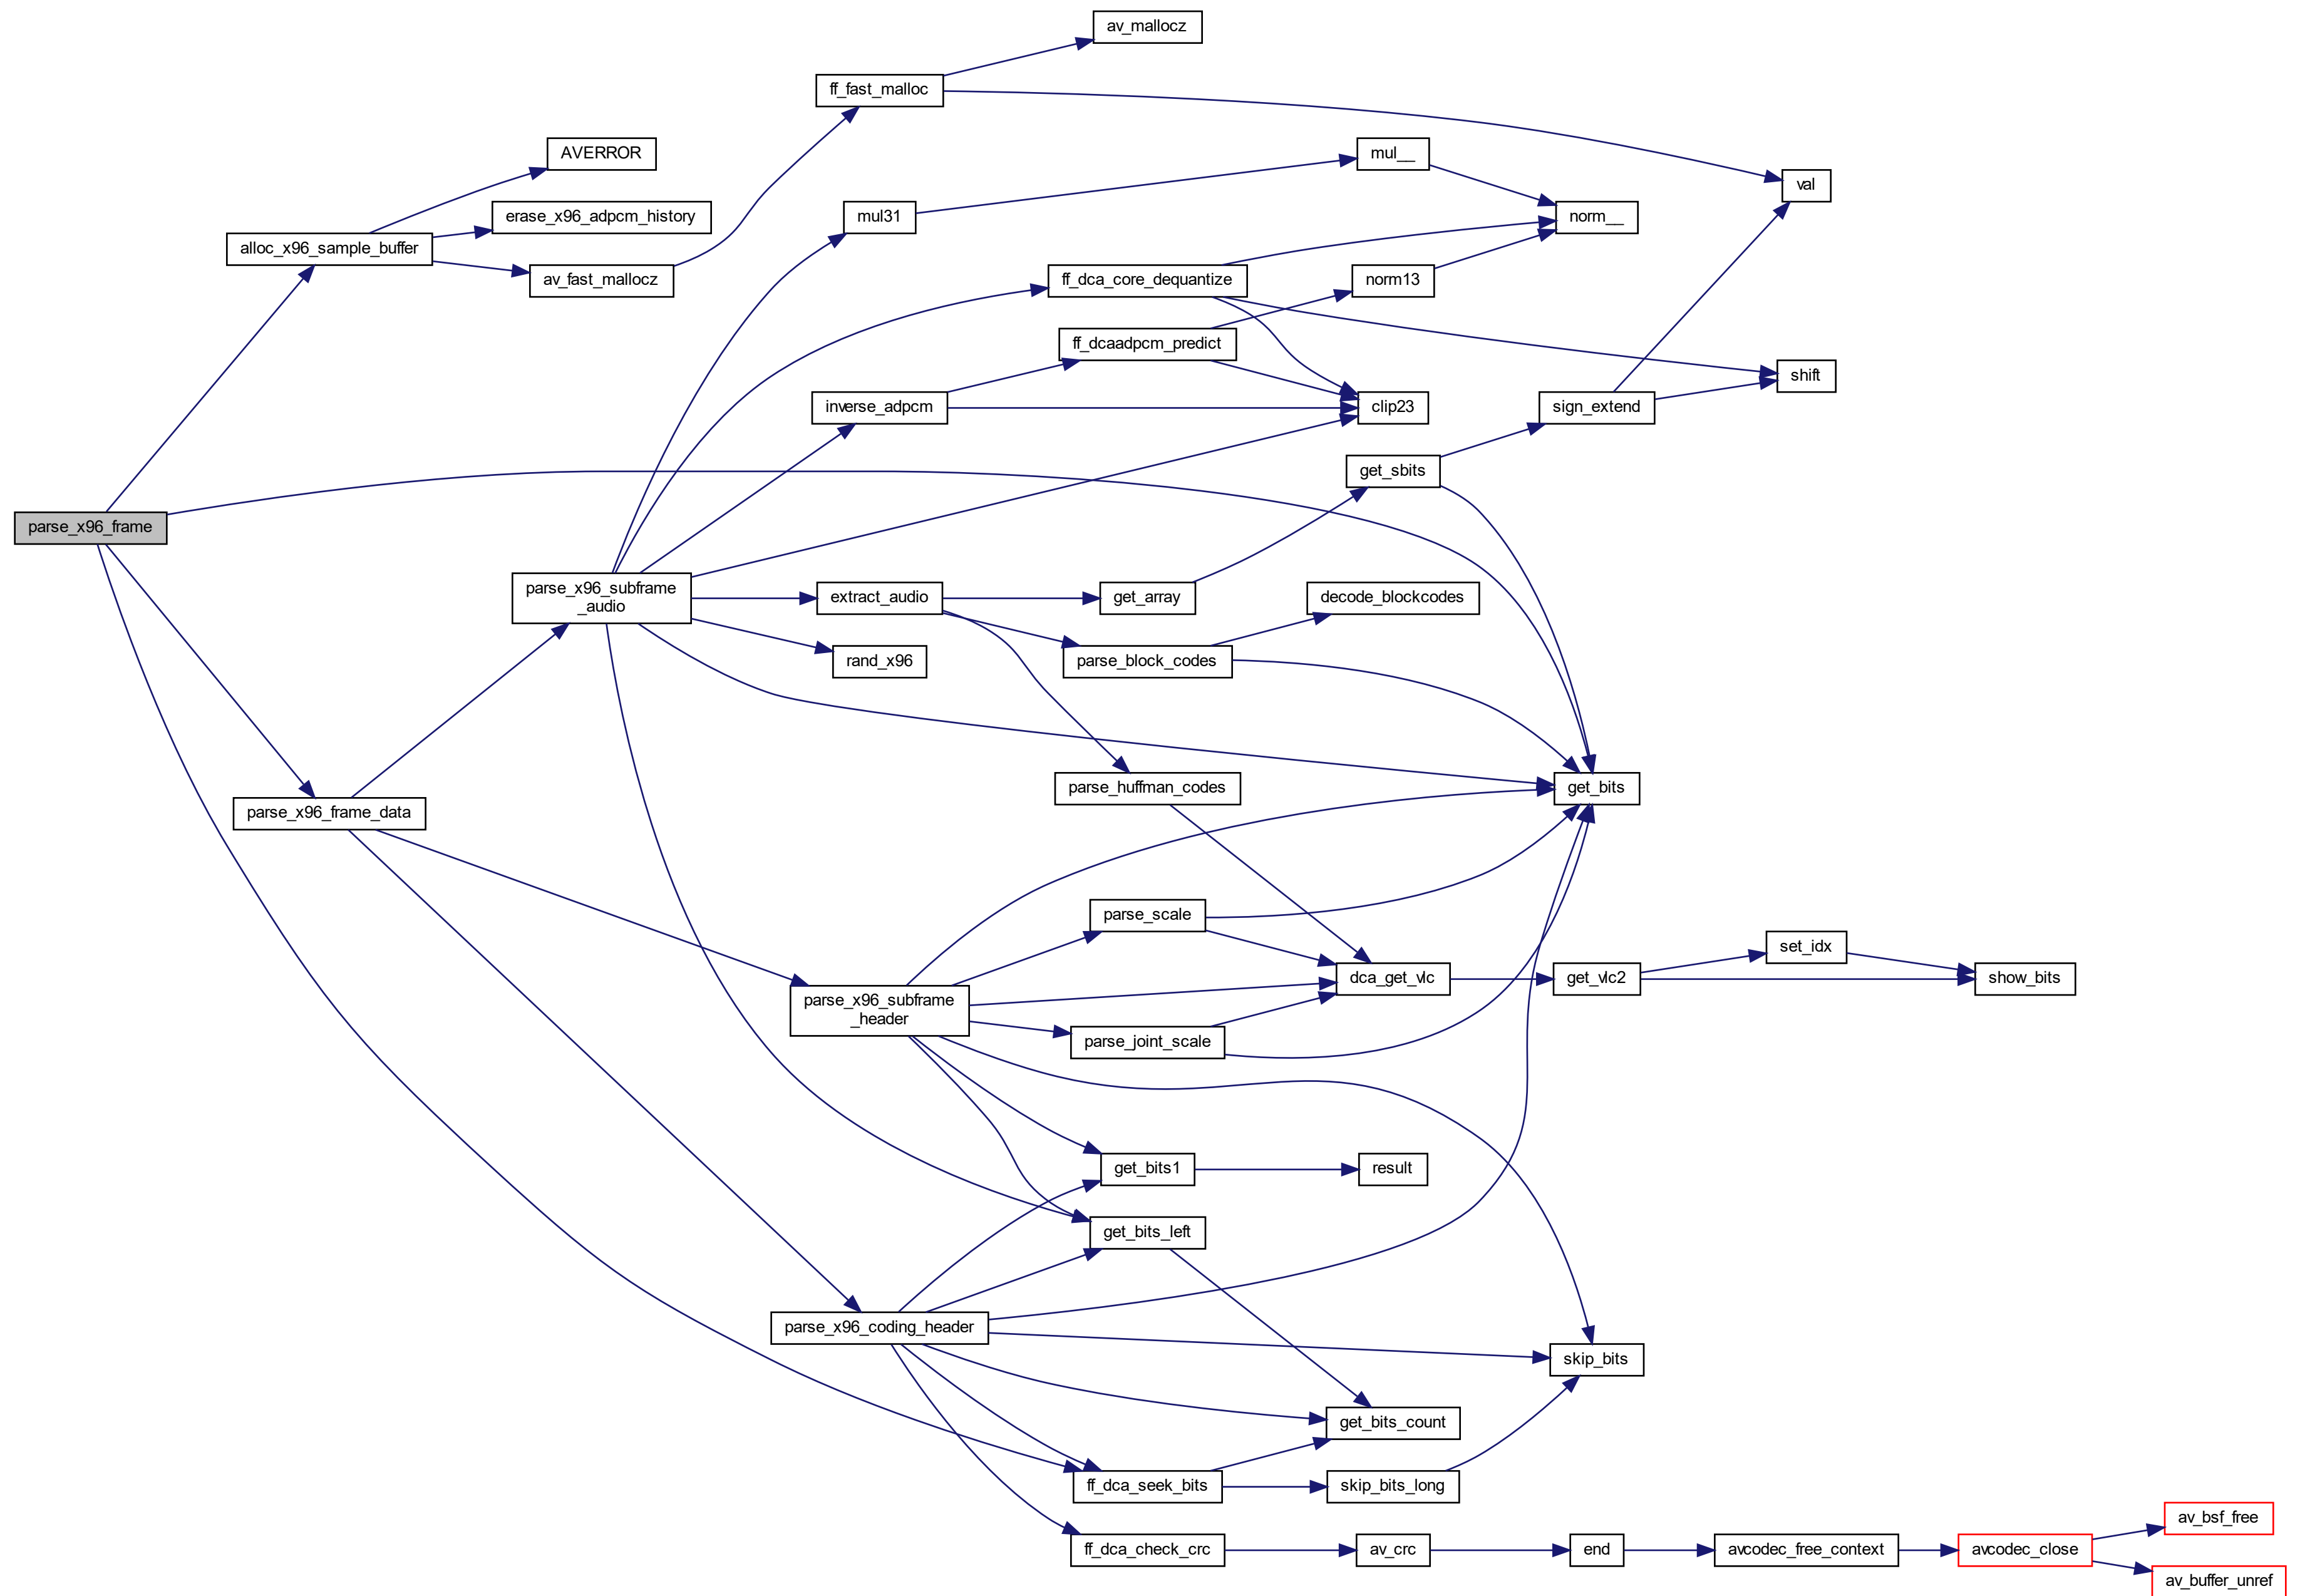 av_mallocz
ff_fast_malloc
AVERROR
mul__
val
erase_x96_adpcm_history
mul31
norm__
alloc_x96_sample_buffer
av_fast_mallocz
ff_dca_core_dequantize
norm13
ff_dcaadpcm_predict
shift
inverse_adpcm
clip23
sign_extend
get_sbits
parse_x96_frame
parse_x96_subframe
_audio
extract_audio
get_array
decode_blockcodes
rand_x96
parse_block_codes
parse_huffman_codes
get_bits
parse_x96_frame_data
parse_scale
set_idx
dca_get_vlc
get_vlc2
show_bits
parse_x96_subframe
_header
parse_joint_scale
get_bits1
result
get_bits_left
parse_x96_coding_header
skip_bits
get_bits_count
ff_dca_seek_bits
skip_bits_long
av_bsf_free
ff_dca_check_crc
av_crc
end
avcodec_free_context
avcodec_close
av_buffer_unref